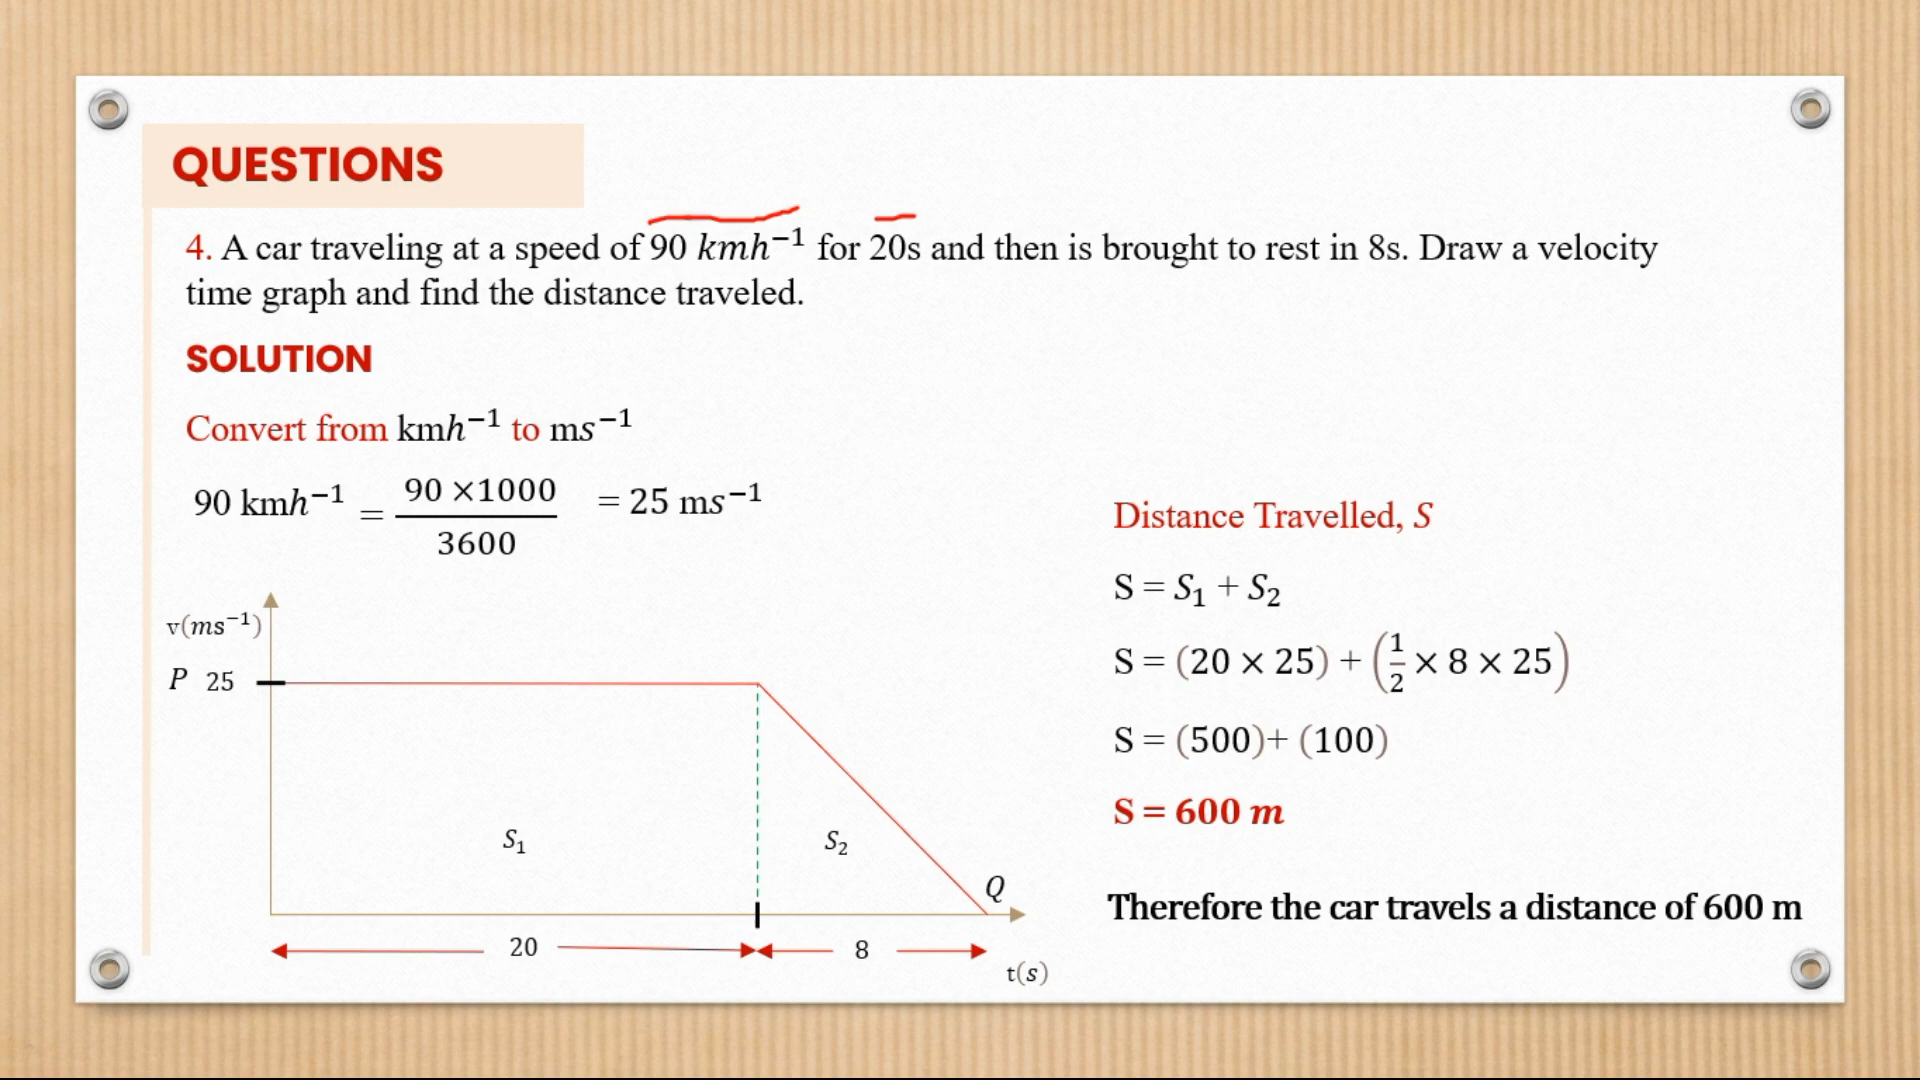 QUESTIONS
4. A car traveling at a speed of 90 kmh⁻¹ for 20s and then is brought to rest in 8s. Draw a velocity
time graph and find the distance traveled.
SOLUTION
Convert from kmh⁻¹ to ms⁻¹
90 kmh⁻¹ = 90 ×1000 / 3600 = 25 ms⁻¹
v(ms⁻¹)
P 25
S₁
S₂
Q
20
8
t(s)
Distance Travelled, S
S = S₁ + S₂
S = (20 × 25) + (1/2 × 8 × 25)
S = (500)+ (100)
S = 600 m
Therefore the car travels a distance of 600 m